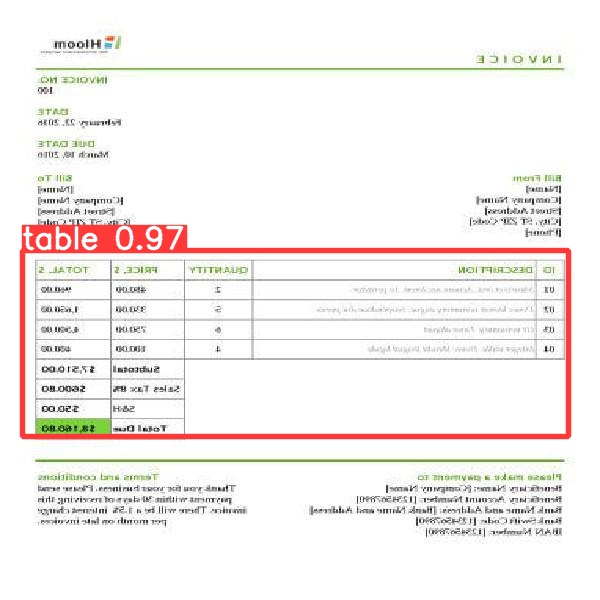 Hloom
INVOICE
INVOICE NO.
100
DATE
February 22, 2016
DUE DATE
March 10, 2016
Bill From
[Name]
[Company Name]
[Street Address]
[City, ST ZIP Code]
[Phone]
Bill To
[Name]
[Company Name]
[Street Address]
[City, ST ZIP Code]
table 0.97
ID DESCRIPTION QUANTITY PRICE, $ TOTAL, $
01 2 480.00 960.00
02 5 330.00 1,650.00
03 6 750.00 4,500.00
04 4 100.00 400.00
Subtotal $7,510.00
Sales Tax 8% $600.80
S&H $50.00
Total Due $8,160.80
Please make a payment to
Beneficiary Name: [Company Name]
Beneficiary Account Number: [1234567890]
Bank Name and Address: [Bank Name and Address]
Bank Swift Code: [1234567890]
IBAN Number: [1234567890]
Terms and conditions
Thank you for your business. Please send
payment within 30 days of receiving this
invoice. There will be a 1.5% interest charge
per month on late invoices.